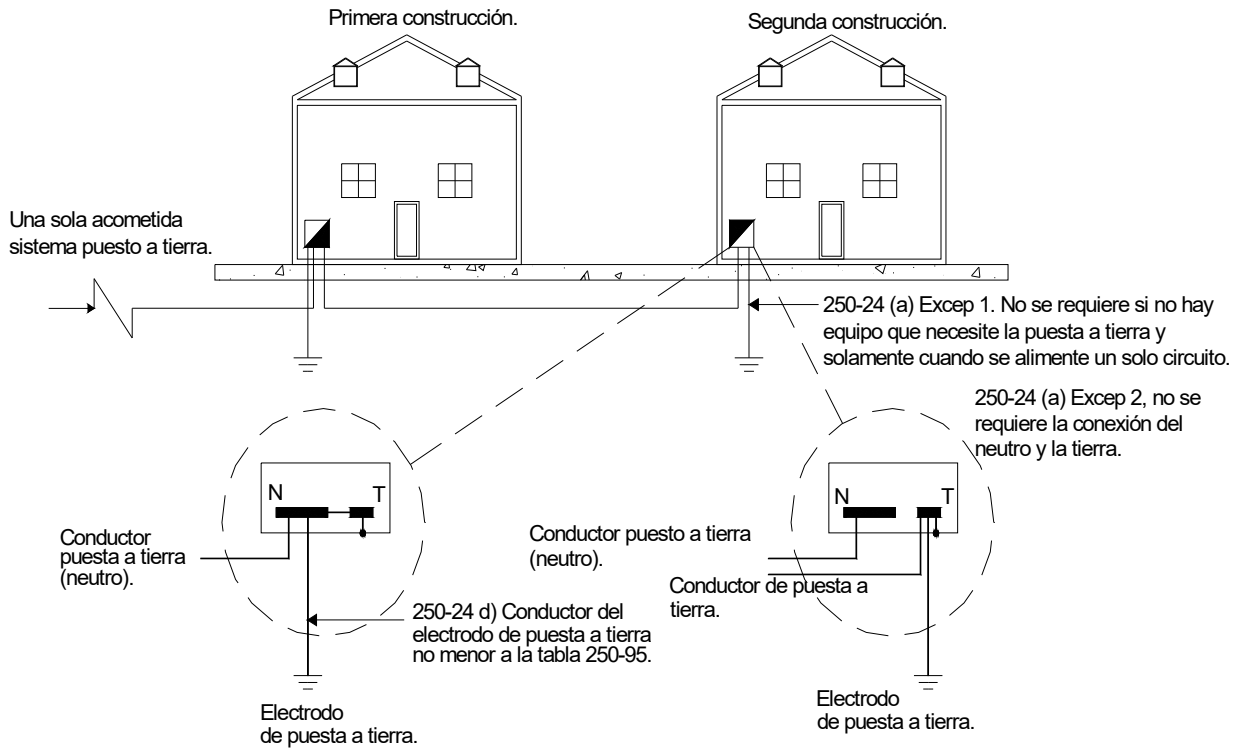 Primera construcción.
Segunda construcción.
Una sola acometida
sistema puesto a tierra.
250-24 (a) Excep 1. No se requiere si no hay
equipo que necesite la puesta a tierra y
solamente cuando se alimente un solo circuito.
250-24 (a) Excep 2, no se
requiere la conexión del
neutro y la tierra.
N
T
Conductor
puesta a tierra
(neutro).
250-24 d) Conductor del
electrodo de puesta a tierra
no menor a la tabla 250-95.
Electrodo
de puesta a tierra.
N
T
Conductor puesto a tierra
(neutro).
Conductor de puesta a
tierra.
Electrodo
de puesta a tierra.